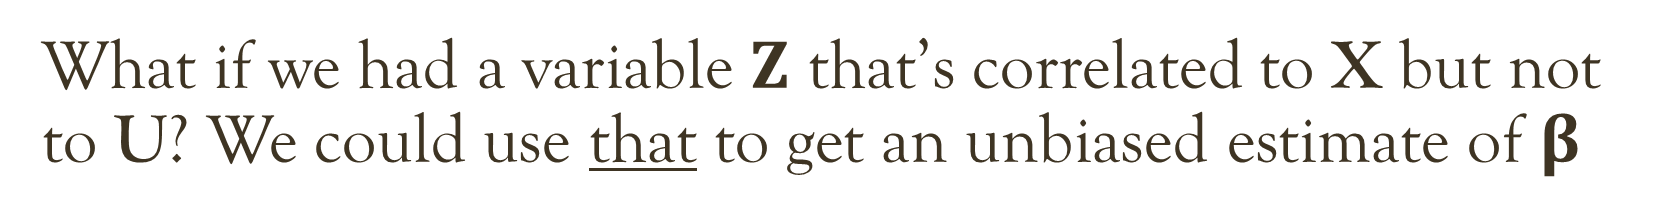 What if we had a variable Z that’s correlated to X but not
to U? We could use that to get an unbiased estimate of β